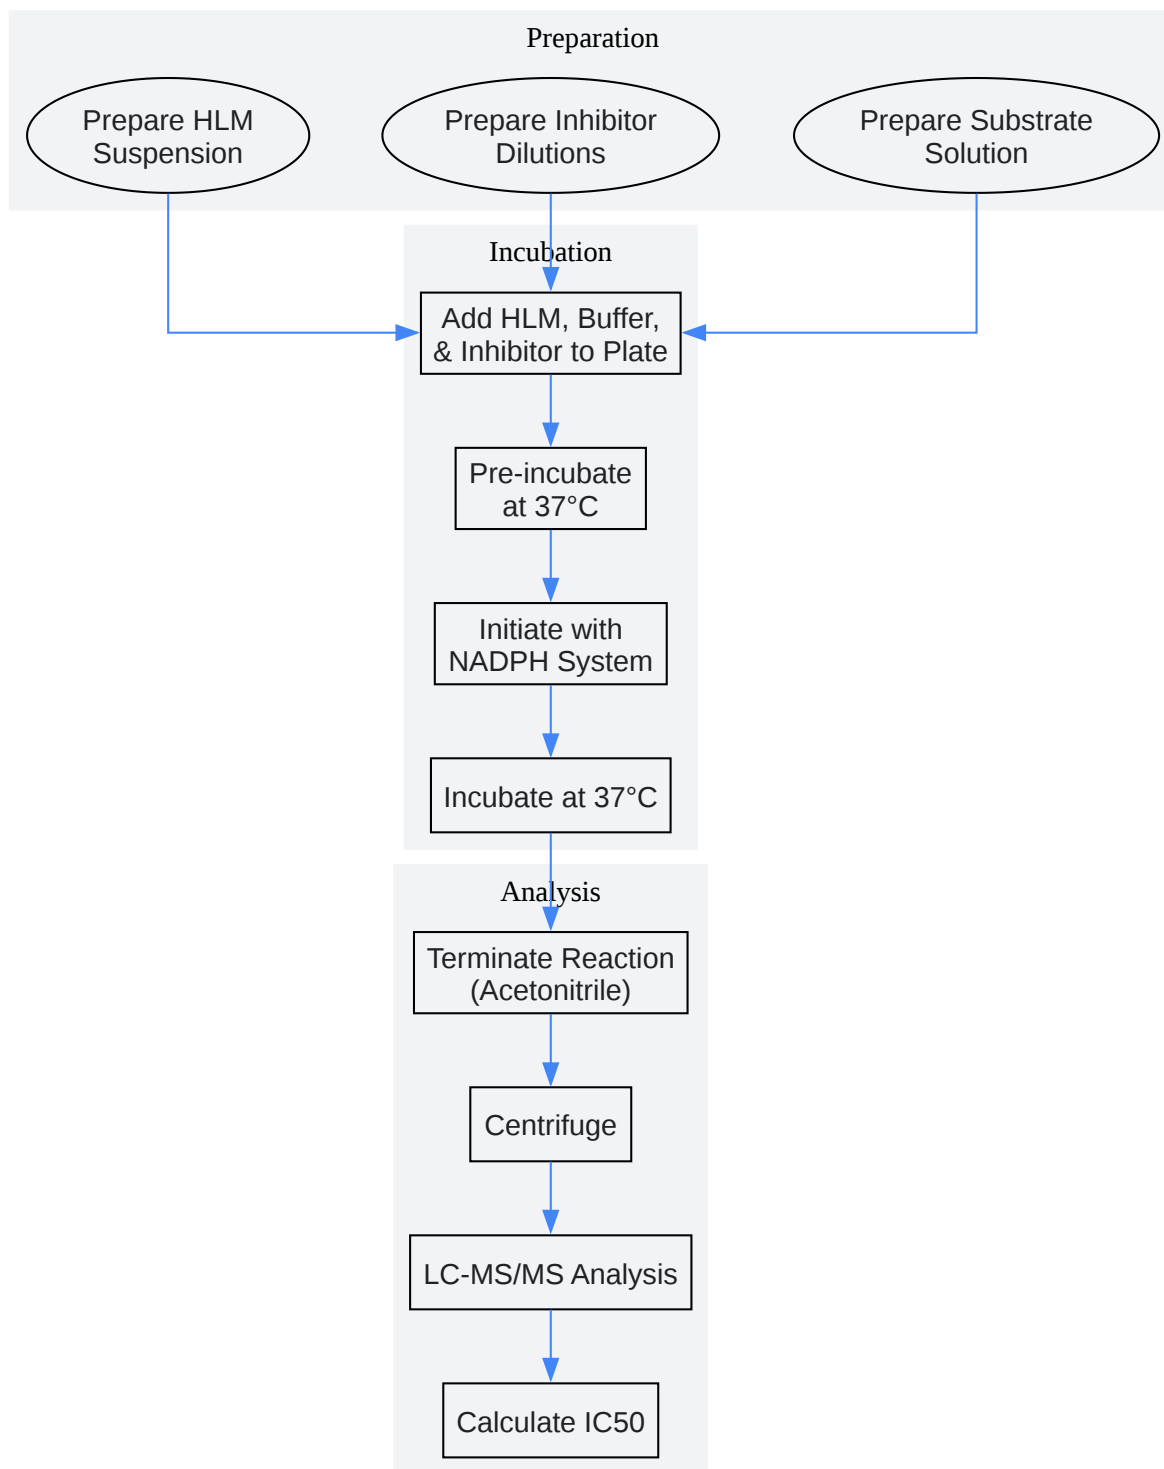 Preparation
Prepare HLM
Suspension
Prepare Inhibitor
Dilutions
Prepare Substrate
Solution
Incubation
Add HLM, Buffer,
& Inhibitor to Plate
Pre-incubate
at 37°C
Initiate with
NADPH System
Incubate at 37°C
Analysis
Terminate Reaction
(Acetonitrile)
Centrifuge
LC-MS/MS Analysis
Calculate IC50